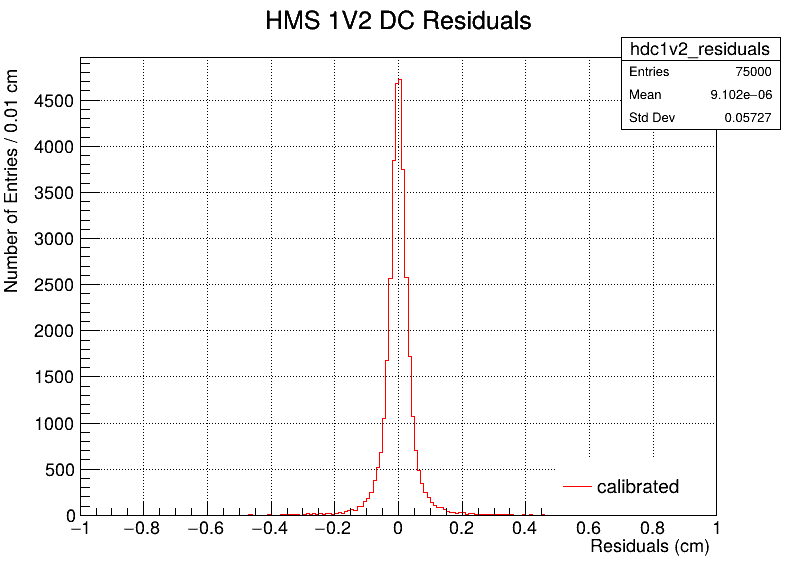 HMS 1V2 DC Residuals
hdc1v2_residuals
Entries 75000
Mean 9.102e−06
Std Dev 0.05727
Number of Entries / 0.01 cm
4500
4000
3500
3000
2500
2000
1500
1000
500
0
calibrated
−1 −0.8 −0.6 −0.4 −0.2 0 0.2 0.4 0.6 0.8 1
Residuals (cm)